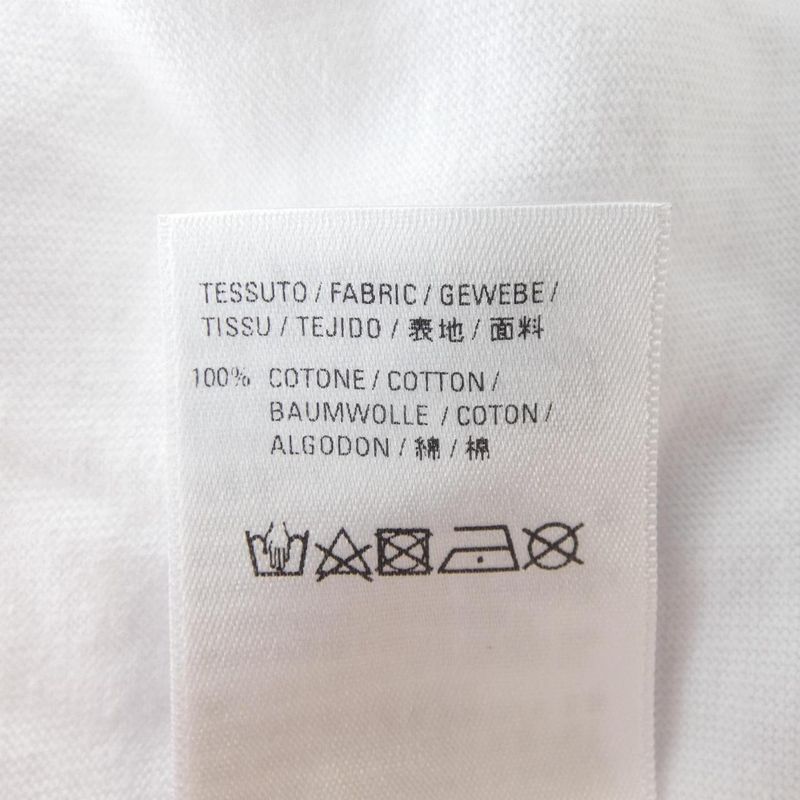 TESSUTO / FABRIC / GEWEBE /
TISSU / TEJIDO / 表地 / 面料
100% COTONE / COTTON /
BAUMWOLLE / COTON /
ALGODON / 綿 / 棉